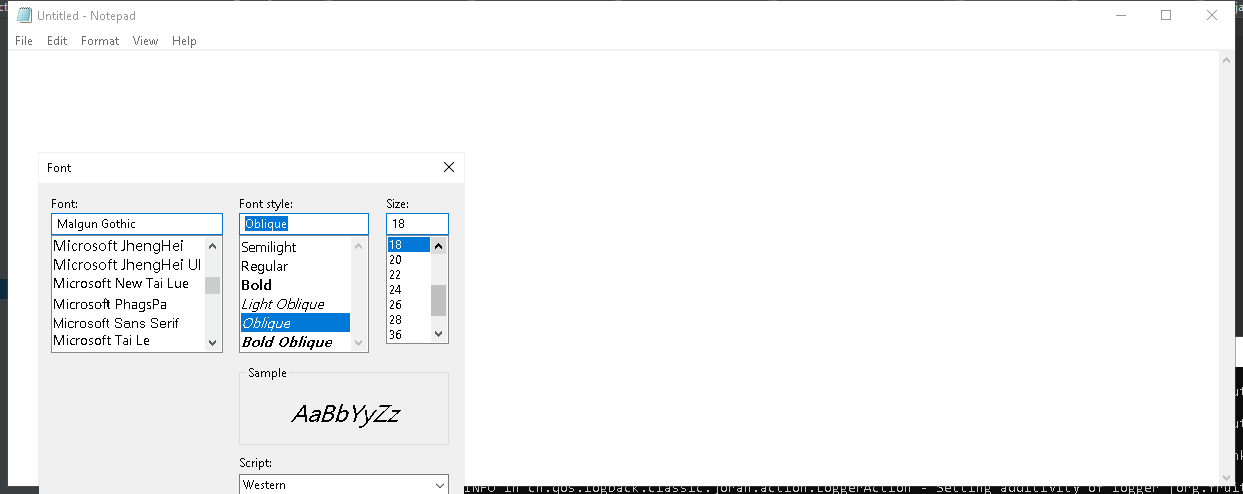 Untitled - Notepad
File Edit Format View Help
Font
Font: Font style: Size:
Malgun Gothic Oblique 18
Microsoft JhengHei Semilight 18
Microsoft JhengHei UI Regular 20
Microsoft New Tai Lue Bold 22
Microsoft PhagsPa Light Oblique 24
Microsoft Sans Serif Oblique 26
Microsoft Tai Le Bold Oblique 28
36
Sample
AaBbYyZz
Script:
Western
INFO in ch.qos.logback.classic.joran.action.LoggerAction - Setting additivity of logger